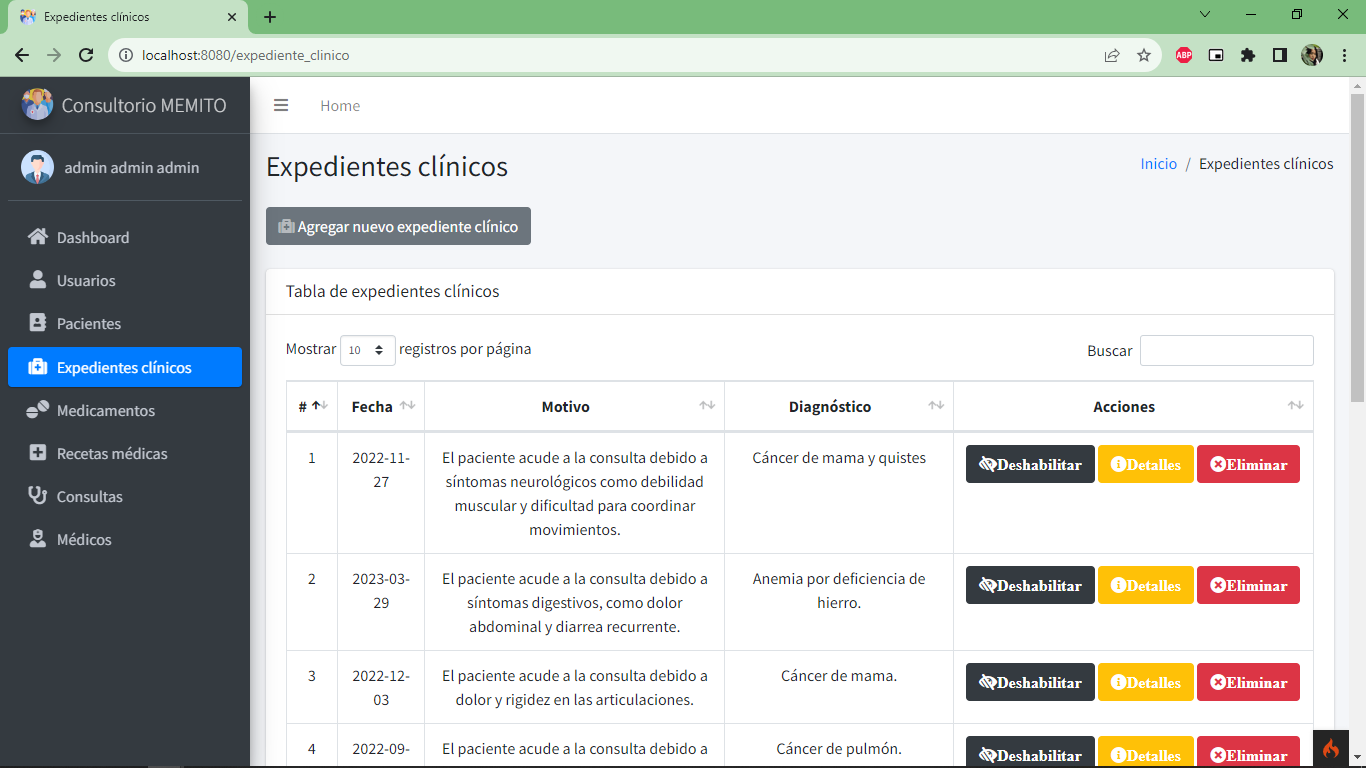 Expedientes clínicos
localhost:8080/expediente_clinico
ABP
Consultorio MEMITO
Home
admin admin admin
Dashboard
Usuarios
Pacientes
Expedientes clínicos
Medicamentos
Recetas médicas
Consultas
Médicos
Expedientes clínicos
Inicio / Expedientes clínicos
Agregar nuevo expediente clínico
Tabla de expedientes clínicos
Mostrar 10 registros por página
Buscar
# Fecha Motivo Diagnóstico Acciones
1 2022-11- El paciente acude a la consulta debido a Cáncer de mama y quistes Deshabilitar Detalles Eliminar
27 síntomas neurológicos como debilidad
muscular y dificultad para coordinar
movimientos.
2 2023-03- El paciente acude a la consulta debido a Anemia por deficiencia de Deshabilitar Detalles Eliminar
29 síntomas digestivos, como dolor hierro.
abdominal y diarrea recurrente.
3 2022-12- El paciente acude a la consulta debido a Cáncer de mama. Deshabilitar Detalles Eliminar
03 dolor y rigidez en las articulaciones.
4 2022-09- El paciente acude a la consulta debido a Cáncer de pulmón. Deshabilitar Detalles Eliminar